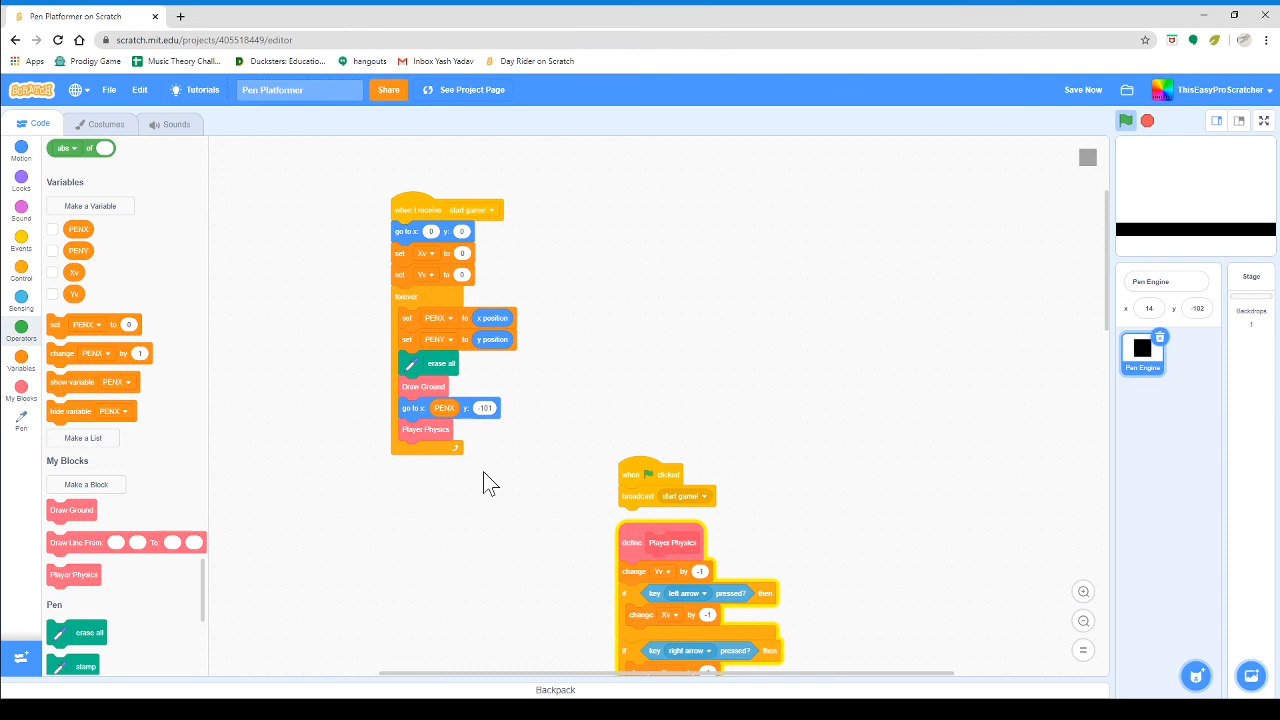 Pen Platformer on Scratch
scratch.mit.edu/projects/405518449/editor
Apps Prodigy Game Music Theory Chall... Ducksters: Educatio... hangouts Inbox Yash Yadav Day Rider on Scratch
SCRATCH File Edit Tutorials Pen Platformer Share See Project Page Save Now ThisEasyProScratcher
Code Costumes Sounds
Motion
Looks
Sound
Events
Control
Sensing
Operators
Variables
My Blocks
Pen
abs of
Variables
Make a Variable
PENX
PENY
Xv
Yv
set PENX to 0
change PENX by 1
show variable PENX
hide variable PENX
Make a List
My Blocks
Make a Block
Draw Ground
Draw Line From: To:
Player Physics
Pen
erase all
stamp
when I receive start game!
go to x: 0 y: 0
set Xv to 0
set Yv to 0
forever
set PENX to x position
set PENY to y position
erase all
Draw Ground
go to x: PENX y: -101
Player Physics
when clicked
broadcast start game!
define Player Physics
change Yv by -1
if key left arrow pressed? then
change Xv by -1
if key right arrow pressed? then
Pen Engine
x 14 y -102
Pen Engine
Stage
Backdrops
1
Backpack